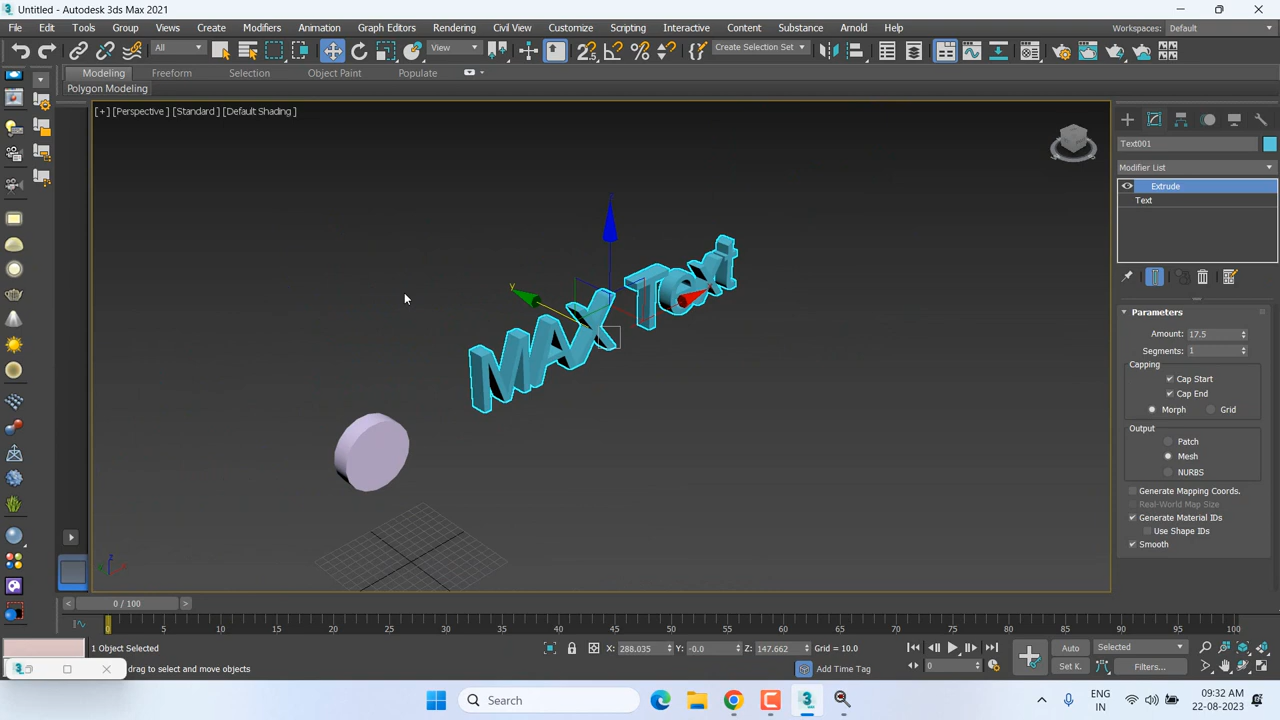 Untitled - Autodesk 3ds Max 2021
File Edit Tools Group Views Create Modifiers Animation Graph Editors Rendering Civil View Customize Scripting Interactive Content Substance Arnold Help Workspaces: Default
All View Create Selection Set
Modeling Freeform Selection Object Paint Populate
Polygon Modeling
[+] [Perspective ] [Standard ] [Default Shading ]
Text001
Modifier List
Extrude
Text
z
y
MAX Text
Parameters
Amount: 17.5
Segments: 1
Capping
Cap Start
Cap End
Morph Grid
Output
Patch
Mesh
NURBS
Generate Mapping Coords.
Real-World Map Size
Generate Material IDs
Use Shape IDs
Smooth
< 0 / 100 >
0 5 10 15 20 25 30 35 40 45 50 55 60 65 70 75 80 85 90 95 100
1 Object Selected X: 288.035 Y: -0.0 Z: 147.662 Grid = 10.0 Auto Selected
drag to select and move objects Add Time Tag 0 Set K. Filters...
Search
ENG
IN
09:32 AM
22-08-2023